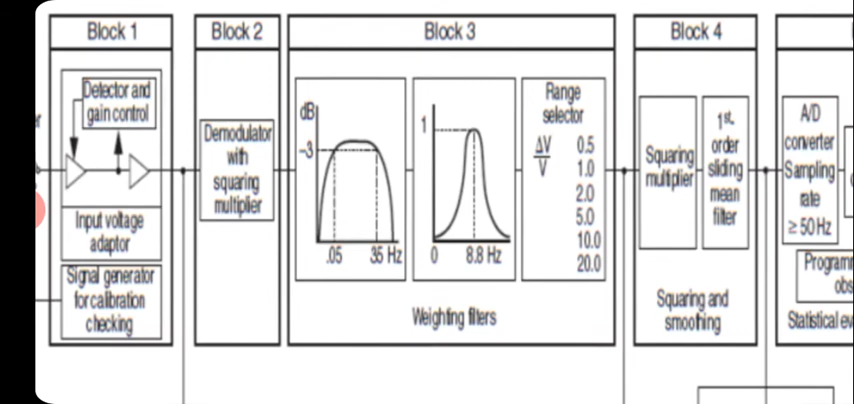 Block 1
Detector and
gain control
Input voltage
adaptor
Signal generator
for calibration
checking
Block 2
Demodulator
with
squaring
multiplier
Block 3
dB
–3
.05 35 Hz
1
0 8.8 Hz
Range
selector
ΔV
V
0.5
1.0
2.0
5.0
10.0
20.0
Weighting filters
Block 4
Squaring
multiplier
1st.
order
sliding
mean
filter
Squaring and
smoothing
A/D
converter
Sampling
rate
≥ 50 Hz
Programm
obs
Statistical ev